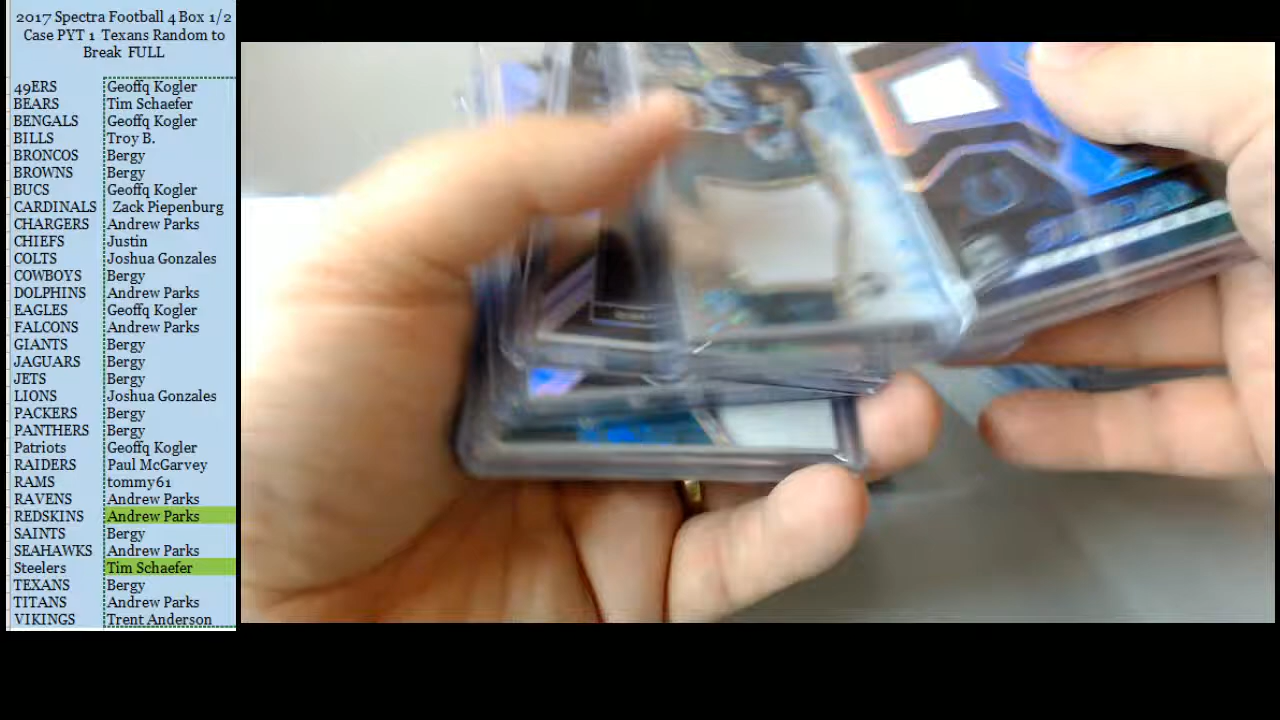 2017 Spectra Football 4 Box 1/2
Case PYT 1 Texans Random to
Break FULL
49ERS Geoffq Kogler
BEARS Tim Schaefer
BENGALS Geoffq Kogler
BILLS Troy B.
BRONCOS Bergy
BROWNS Bergy
BUCS Geoffq Kogler
CARDINALS Zack Piepenburg
CHARGERS Andrew Parks
CHIEFS Justin
COLTS Joshua Gonzales
COWBOYS Bergy
DOLPHINS Andrew Parks
EAGLES Geoffq Kogler
FALCONS Andrew Parks
GIANTS Bergy
JAGUARS Bergy
JETS Bergy
LIONS Joshua Gonzales
PACKERS Bergy
PANTHERS Bergy
Patriots Geoffq Kogler
RAIDERS Paul McGarvey
RAMS tommy61
RAVENS Andrew Parks
REDSKINS Andrew Parks
SAINTS Bergy
SEAHAWKS Andrew Parks
Steelers Tim Schaefer
TEXANS Bergy
TITANS Andrew Parks
VIKINGS Trent Anderson